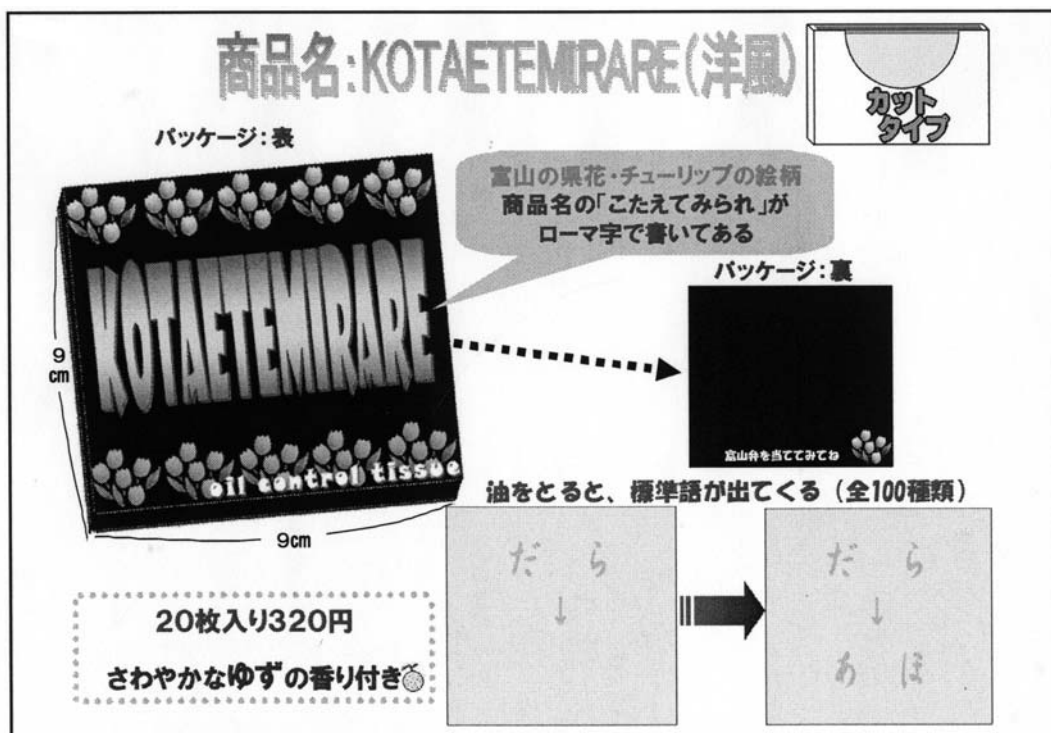 商品名:KOTAETEMIRARE(洋風)
カット
タイプ
パッケージ:表
富山の県花・チューリップの絵柄
商品名の「こたえてみられ」が
ローマ字で書いてある
KOTAETEMIRARE
oil control tissue
9
cm
9cm
パッケージ:裏
富山弁を当ててみてね
油をとると、標準語が出てくる(全100種類)
だ ら
↓
だ ら
↓
あ ほ
20枚入り320円
さわやかなゆずの香り付き